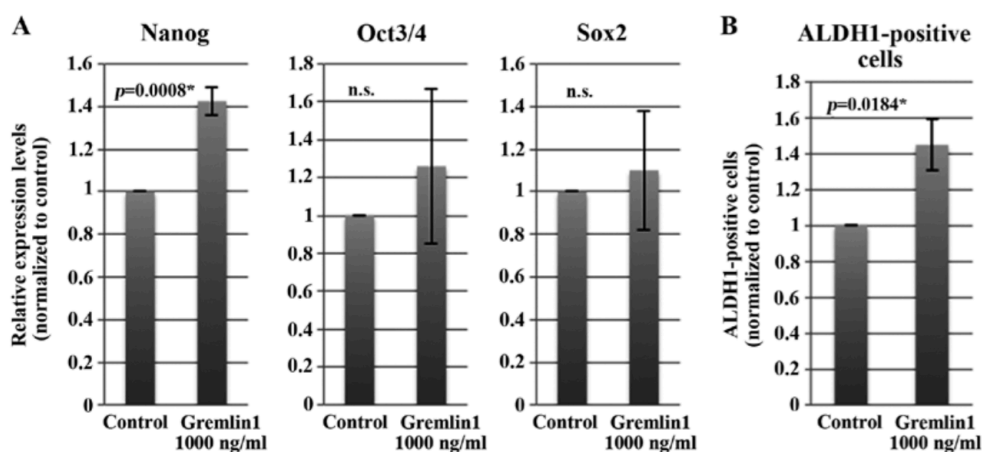 A
Nanog
Relative expression levels
(normalized to control)
1.6
1.4
1.2
1
0.8
0.6
0.4
0.2
0
p=0.0008*
Control
Gremlin1
1000 ng/ml
Oct3/4
1.8
1.6
1.4
1.2
1
0.8
0.6
0.4
0.2
0
n.s.
Control
Gremlin1
1000 ng/ml
Sox2
1.6
1.4
1.2
1
0.8
0.6
0.4
0.2
0
n.s.
Control
Gremlin1
1000 ng/ml
B
ALDH1-positive
cells
ALDH1-positive cells
(normalized to control)
1.8
1.6
1.4
1.2
1
0.8
0.6
0.4
0.2
0
p=0.0184*
Control
Gremlin1
1000 ng/ml